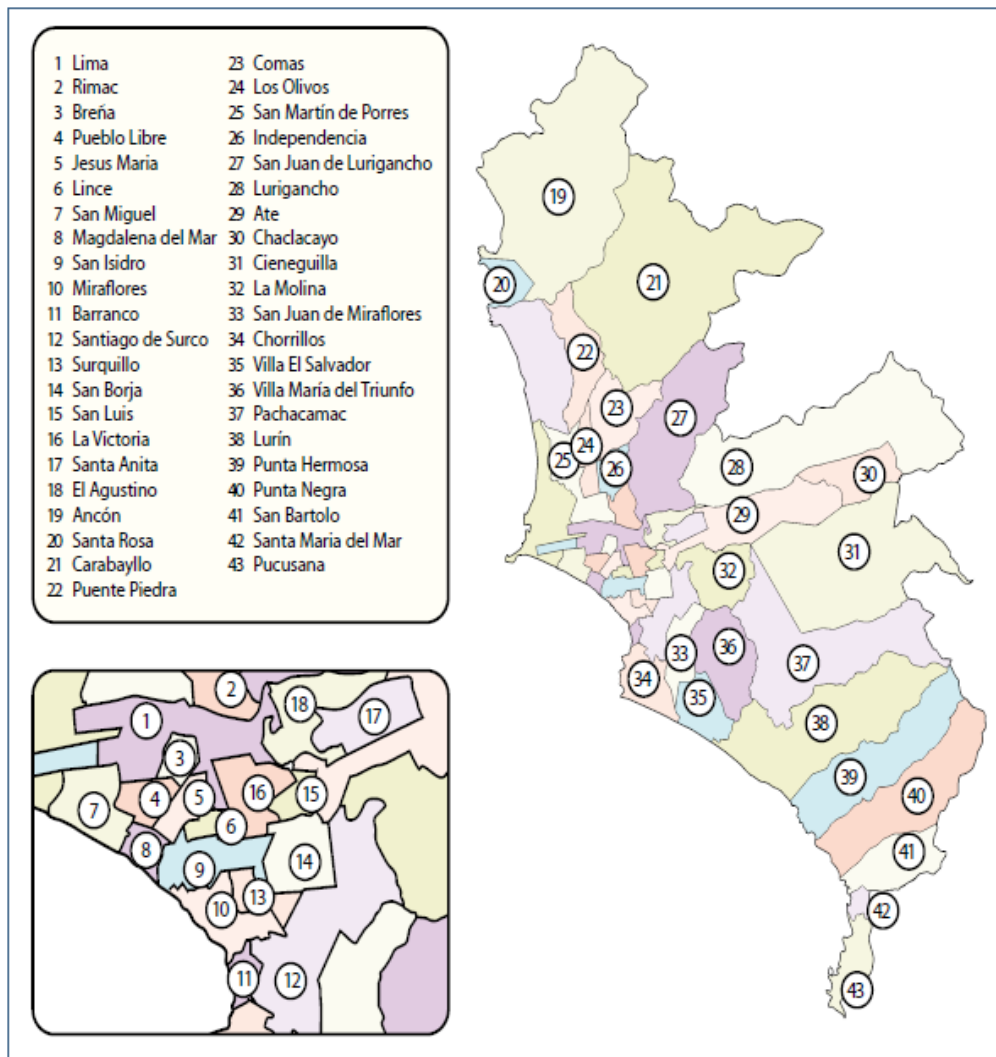 1 Lima
2 Rimac
3 Breña
4 Pueblo Libre
5 Jesus Maria
6 Lince
7 San Miguel
8 Magdalena del Mar
9 San Isidro
10 Miraflores
11 Barranco
12 Santiago de Surco
13 Surquillo
14 San Borja
15 San Luis
16 La Victoria
17 Santa Anita
18 El Agustino
19 Ancón
20 Santa Rosa
21 Carabayllo
22 Puente Piedra
23 Comas
24 Los Olivos
25 San Martín de Porres
26 Independencia
27 San Juan de Lurigancho
28 Lurigancho
29 Ate
30 Chaclacayo
31 Cieneguilla
32 La Molina
33 San Juan de Miraflores
34 Chorrillos
35 Villa El Salvador
36 Villa María del Triunfo
37 Pachacamac
38 Lurín
39 Punta Hermosa
40 Punta Negra
41 San Bartolo
42 Santa Maria del Mar
43 Pucusana
19
20
21
22
23
27
24
25
26
28
30
29
31
32
33
36
37
34
35
38
39
40
41
42
43
2
18
17
1
3
4
5
16
15
7
6
8
9
14
10
13
11
12